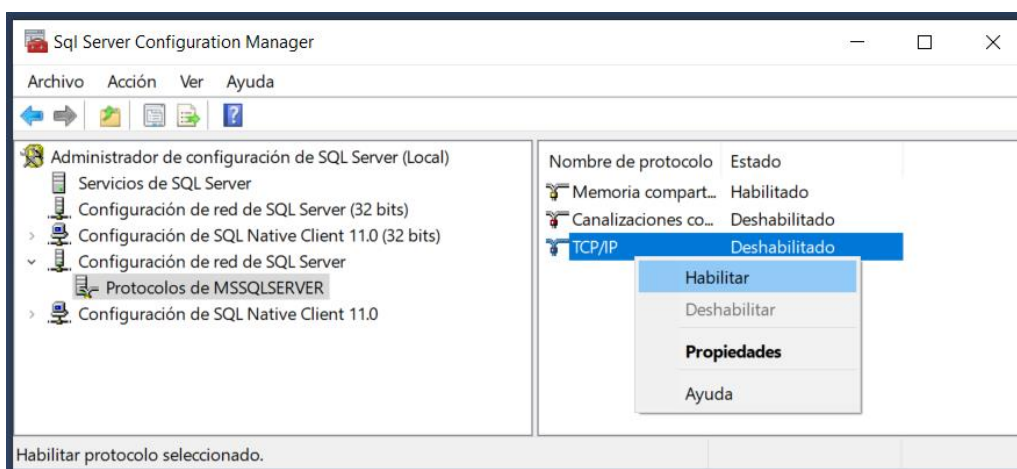 Sql Server Configuration Manager
Archivo Acción Ver Ayuda
Administrador de configuración de SQL Server (Local)
Servicios de SQL Server
Configuración de red de SQL Server (32 bits)
Configuración de SQL Native Client 11.0 (32 bits)
Configuración de red de SQL Server
Protocolos de MSSQLSERVER
Configuración de SQL Native Client 11.0
Nombre de protocolo Estado
Memoria compart... Habilitado
Canalizaciones co... Deshabilitado
TCP/IP Deshabilitado
Habilitar
Deshabilitar
Propiedades
Ayuda
Habilitar protocolo seleccionado.